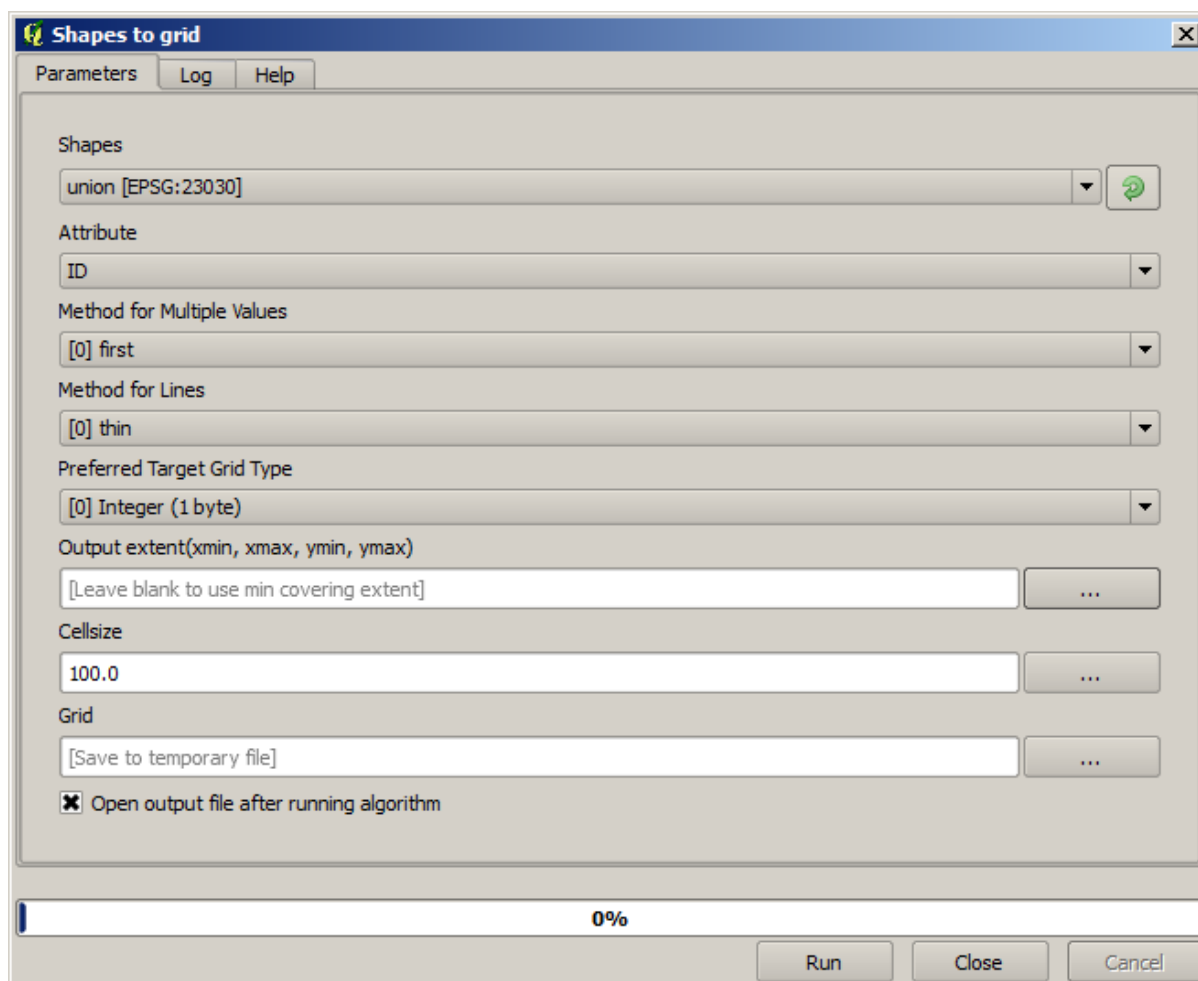 Shapes to grid
Parameters Log Help
Shapes
union [EPSG:23030]
Attribute
ID
Method for Multiple Values
[0] first
Method for Lines
[0] thin
Preferred Target Grid Type
[0] Integer (1 byte)
Output extent(xmin, xmax, ymin, ymax)
[Leave blank to use min covering extent] ...
Cellsize
100.0 ...
Grid
[Save to temporary file] ...
Open output file after running algorithm
0%
Run Close Cancel